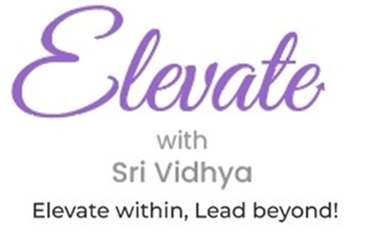 Elevate
with
Sri Vidhya
Elevate within, Lead beyond!